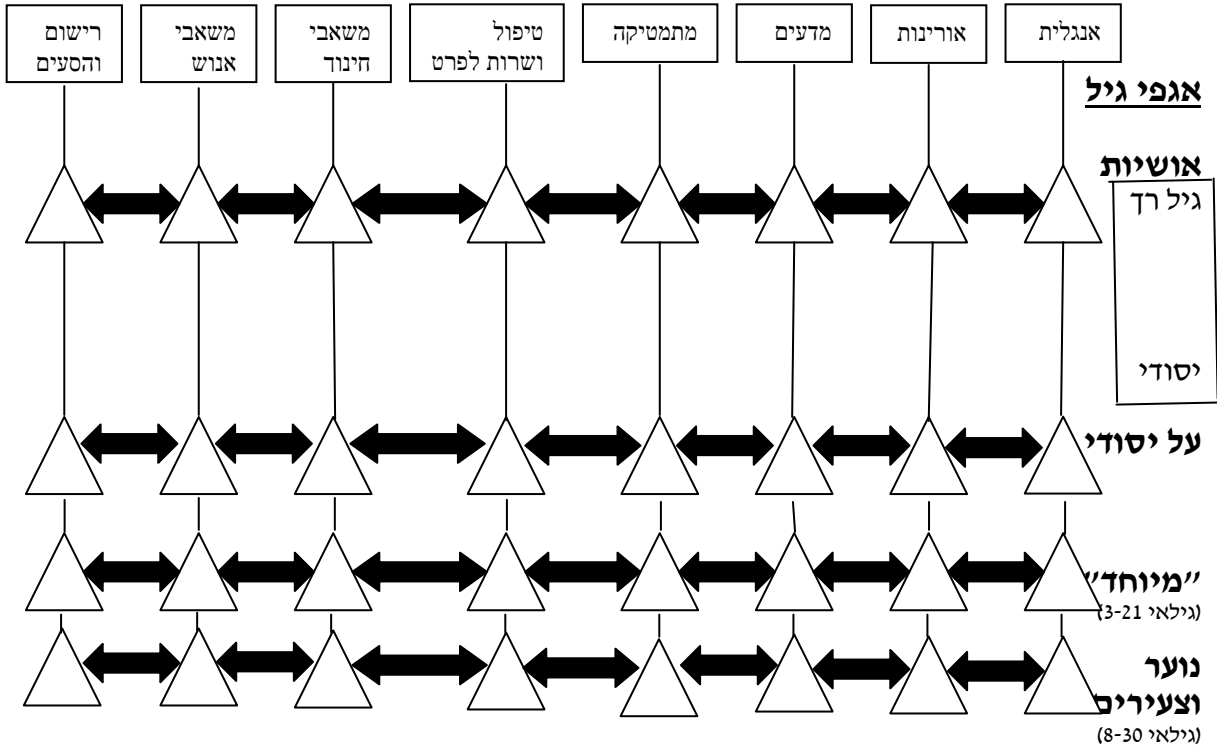 אנגלית
אורינות
מדעים
מתמטיקה
טיפול
ושרות לפרט
משאבי
חינוך
משאבי
אנוש
רישום
והסעים
אגפי גיל
אושיות
גיל רך
יסודי
על יסודי
"מיוחד"
(גילאי 3-21)
נוער
וצעירים
(גילאי 8-30)